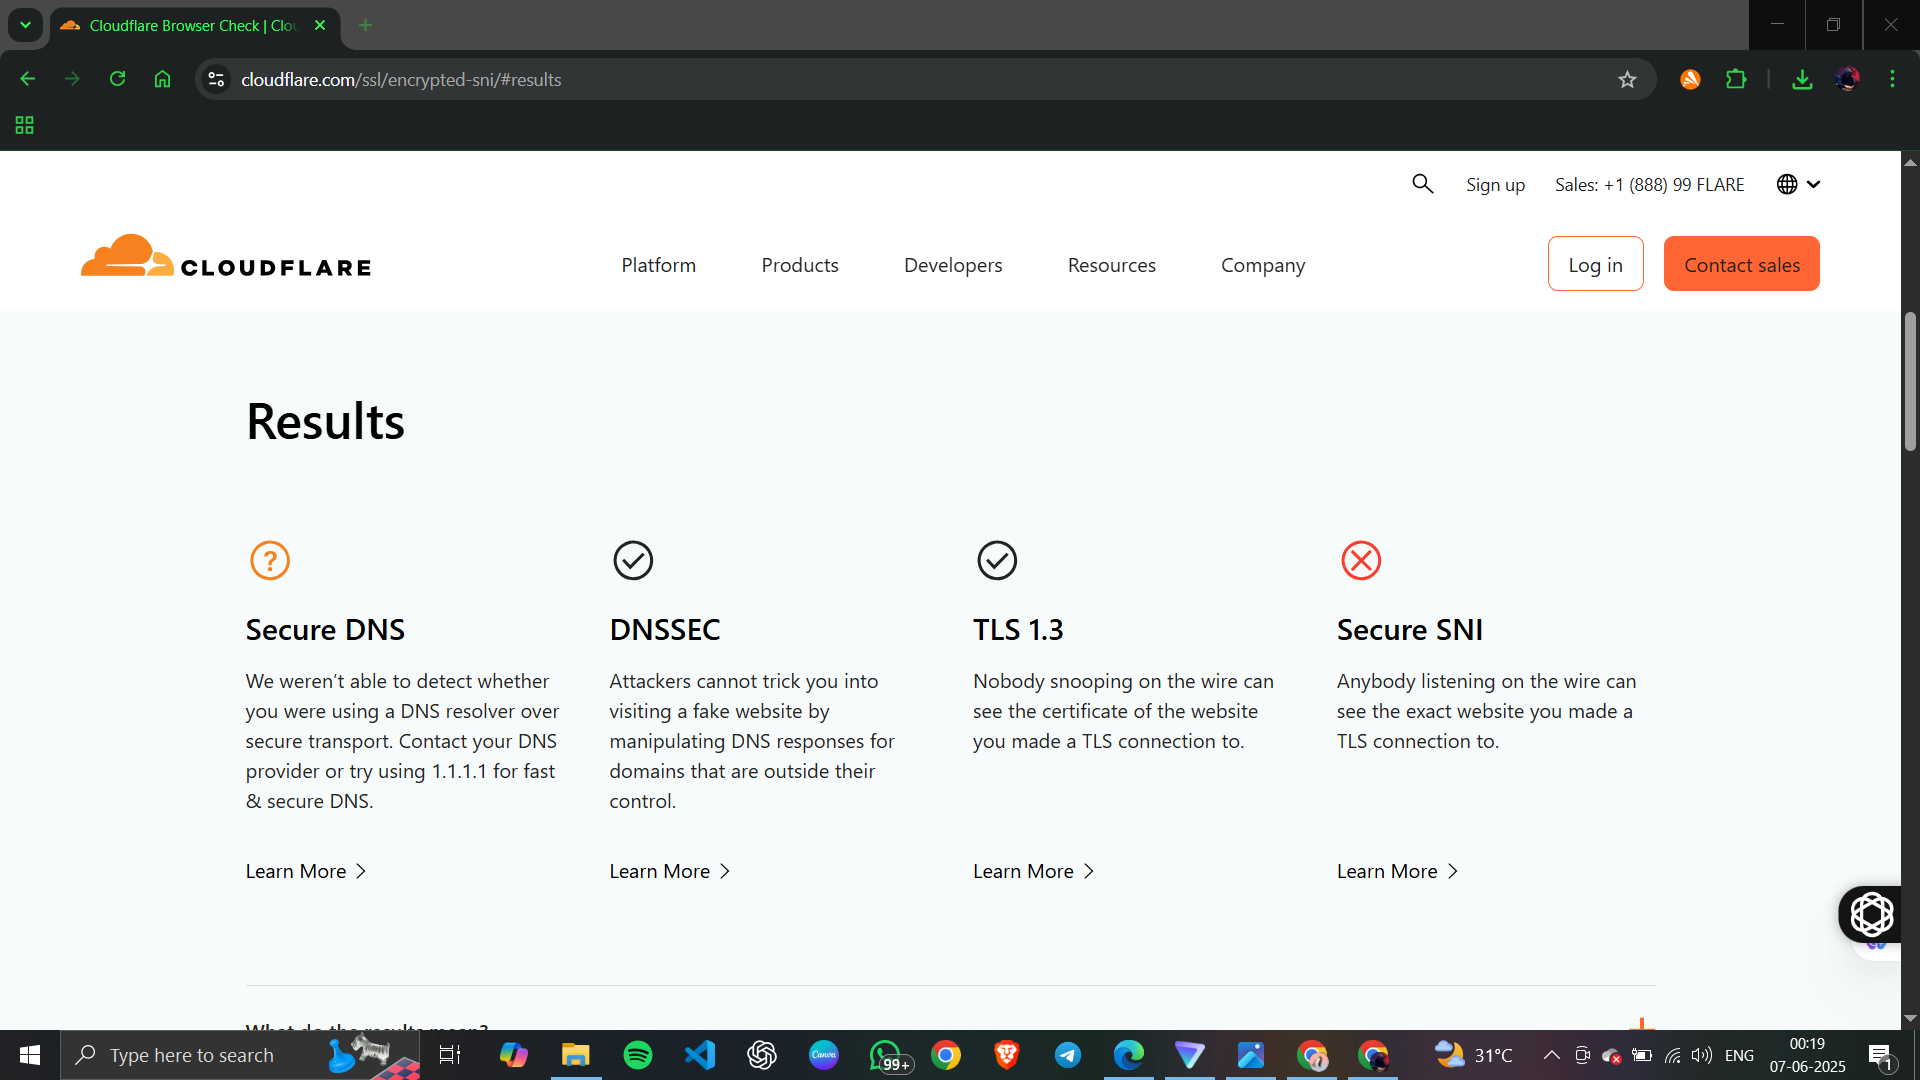 Cloudflare Browser Check | Clou
cloudflare.com/ssl/encrypted-sni/#results
Sign up
Sales: +1 (888) 99 FLARE
CLOUDFLARE
Platform
Products
Developers
Resources
Company
Log in
Contact sales
Results
Secure DNS
We weren’t able to detect whether
you were using a DNS resolver over
secure transport. Contact your DNS
provider or try using 1.1.1.1 for fast
& secure DNS.
Learn More
DNSSEC
Attackers cannot trick you into
visiting a fake website by
manipulating DNS responses for
domains that are outside their
control.
Learn More
TLS 1.3
Nobody snooping on the wire can
see the certificate of the website
you made a TLS connection to.
Learn More
Secure SNI
Anybody listening on the wire can
see the exact website you made a
TLS connection to.
Learn More
What do the results mean?
Type here to search
Canva
99+
31°C
ENG
00:19
07-06-2025
1